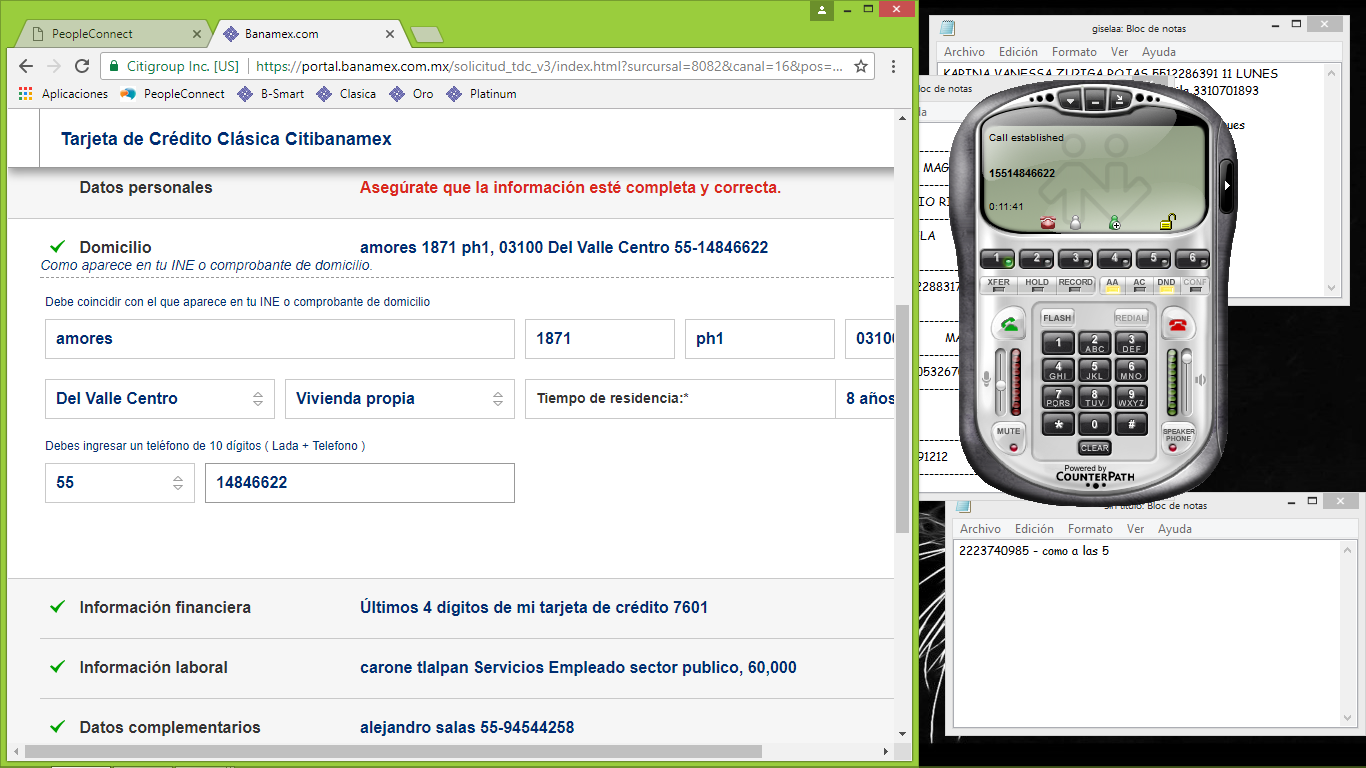 PeopleConnect
Banamex.com
Citigroup Inc. [US]
https://portal.banamex.com.mx/solicitud_tdc_v3/index.html?surcursal=8082&canal=16&pos=...
Aplicaciones
PeopleConnect
B-Smart
Clasica
Oro
Platinum
Tarjeta de Crédito Clásica Citibanamex
Datos personales
Asegúrate que la información esté completa y correcta.
Domicilio
amores 1871 ph1, 03100 Del Valle Centro 55-14846622
Como aparece en tu INE o comprobante de domicilio.
Debe coincidir con el que aparece en tu INE o comprobante de domicilio
amores
1871
ph1
0310
Del Valle Centro
Vivienda propia
Tiempo de residencia:*
8 años
Debes ingresar un teléfono de 10 dígitos ( Lada + Telefono )
55
14846622
Información financiera
Últimos 4 dígitos de mi tarjeta de crédito 7601
Información laboral
carone tlalpan Servicios Empleado sector publico, 60,000
Datos complementarios
alejandro salas 55-94544258
giselaa: Bloc de notas
Archivo Edición Formato Ver Ayuda
KARINA VANESSA ZUÑIGA ROJAS 5512286391 11 LUNES
3310701893
ues
de notas
da
MAG
IO RI
LA
228831
MA
053267
91212
Call established
15514846622
0:11:41
1 2 3 4 5 6
XFER HOLD RECORD AA AC DND CONF
FLASH REDIAL
1 2 ABC 3 DEF
4 GHI 5 JKL 6 MNO
7 PQRS 8 TUV 9 WXYZ
* 0 #
MUTE
SPEAKER PHONE
CLEAR
Powered by
COUNTERPATH
sin título: Bloc de notas
Archivo Edición Formato Ver Ayuda
2223740985 - como a las 5